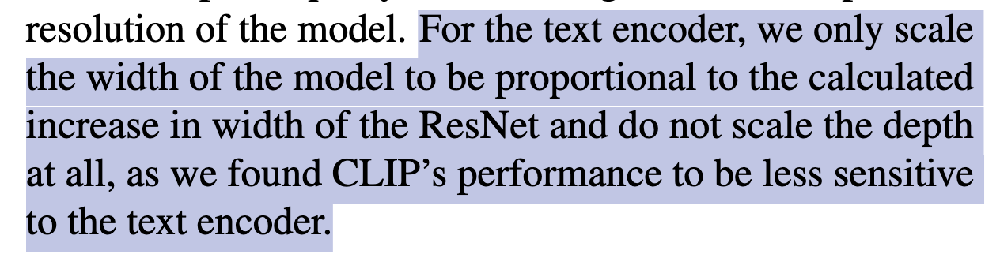 resolution of the model. For the text encoder, we only scale
the width of the model to be proportional to the calculated
increase in width of the ResNet and do not scale the depth
at all, as we found CLIP’s performance to be less sensitive
to the text encoder.